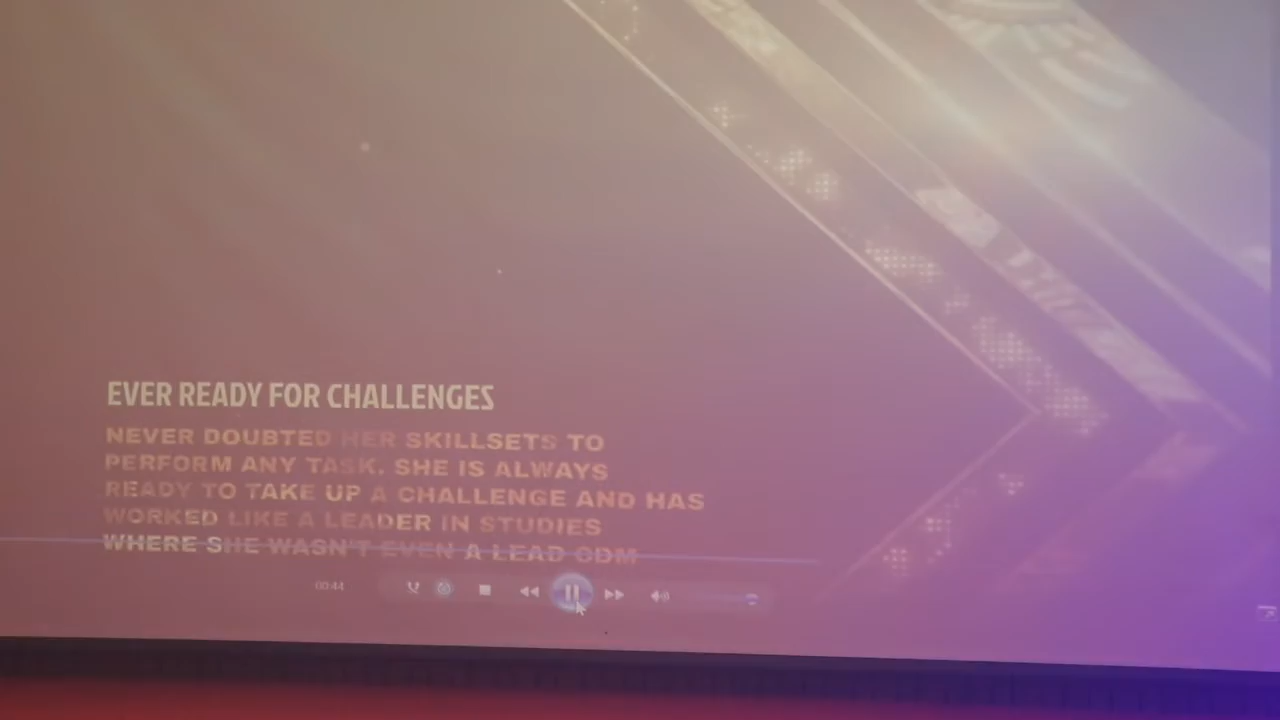 EVER READY FOR CHALLENGES
NEVER DOUBTED HER SKILLSETS TO
PERFORM ANY TASK. SHE IS ALWAYS
READY TO TAKE UP A CHALLENGE AND HAS
WORKED LIKE A LEADER IN STUDIES
WHERE SHE WASN'T EVEN A LEAD CDM
00:44